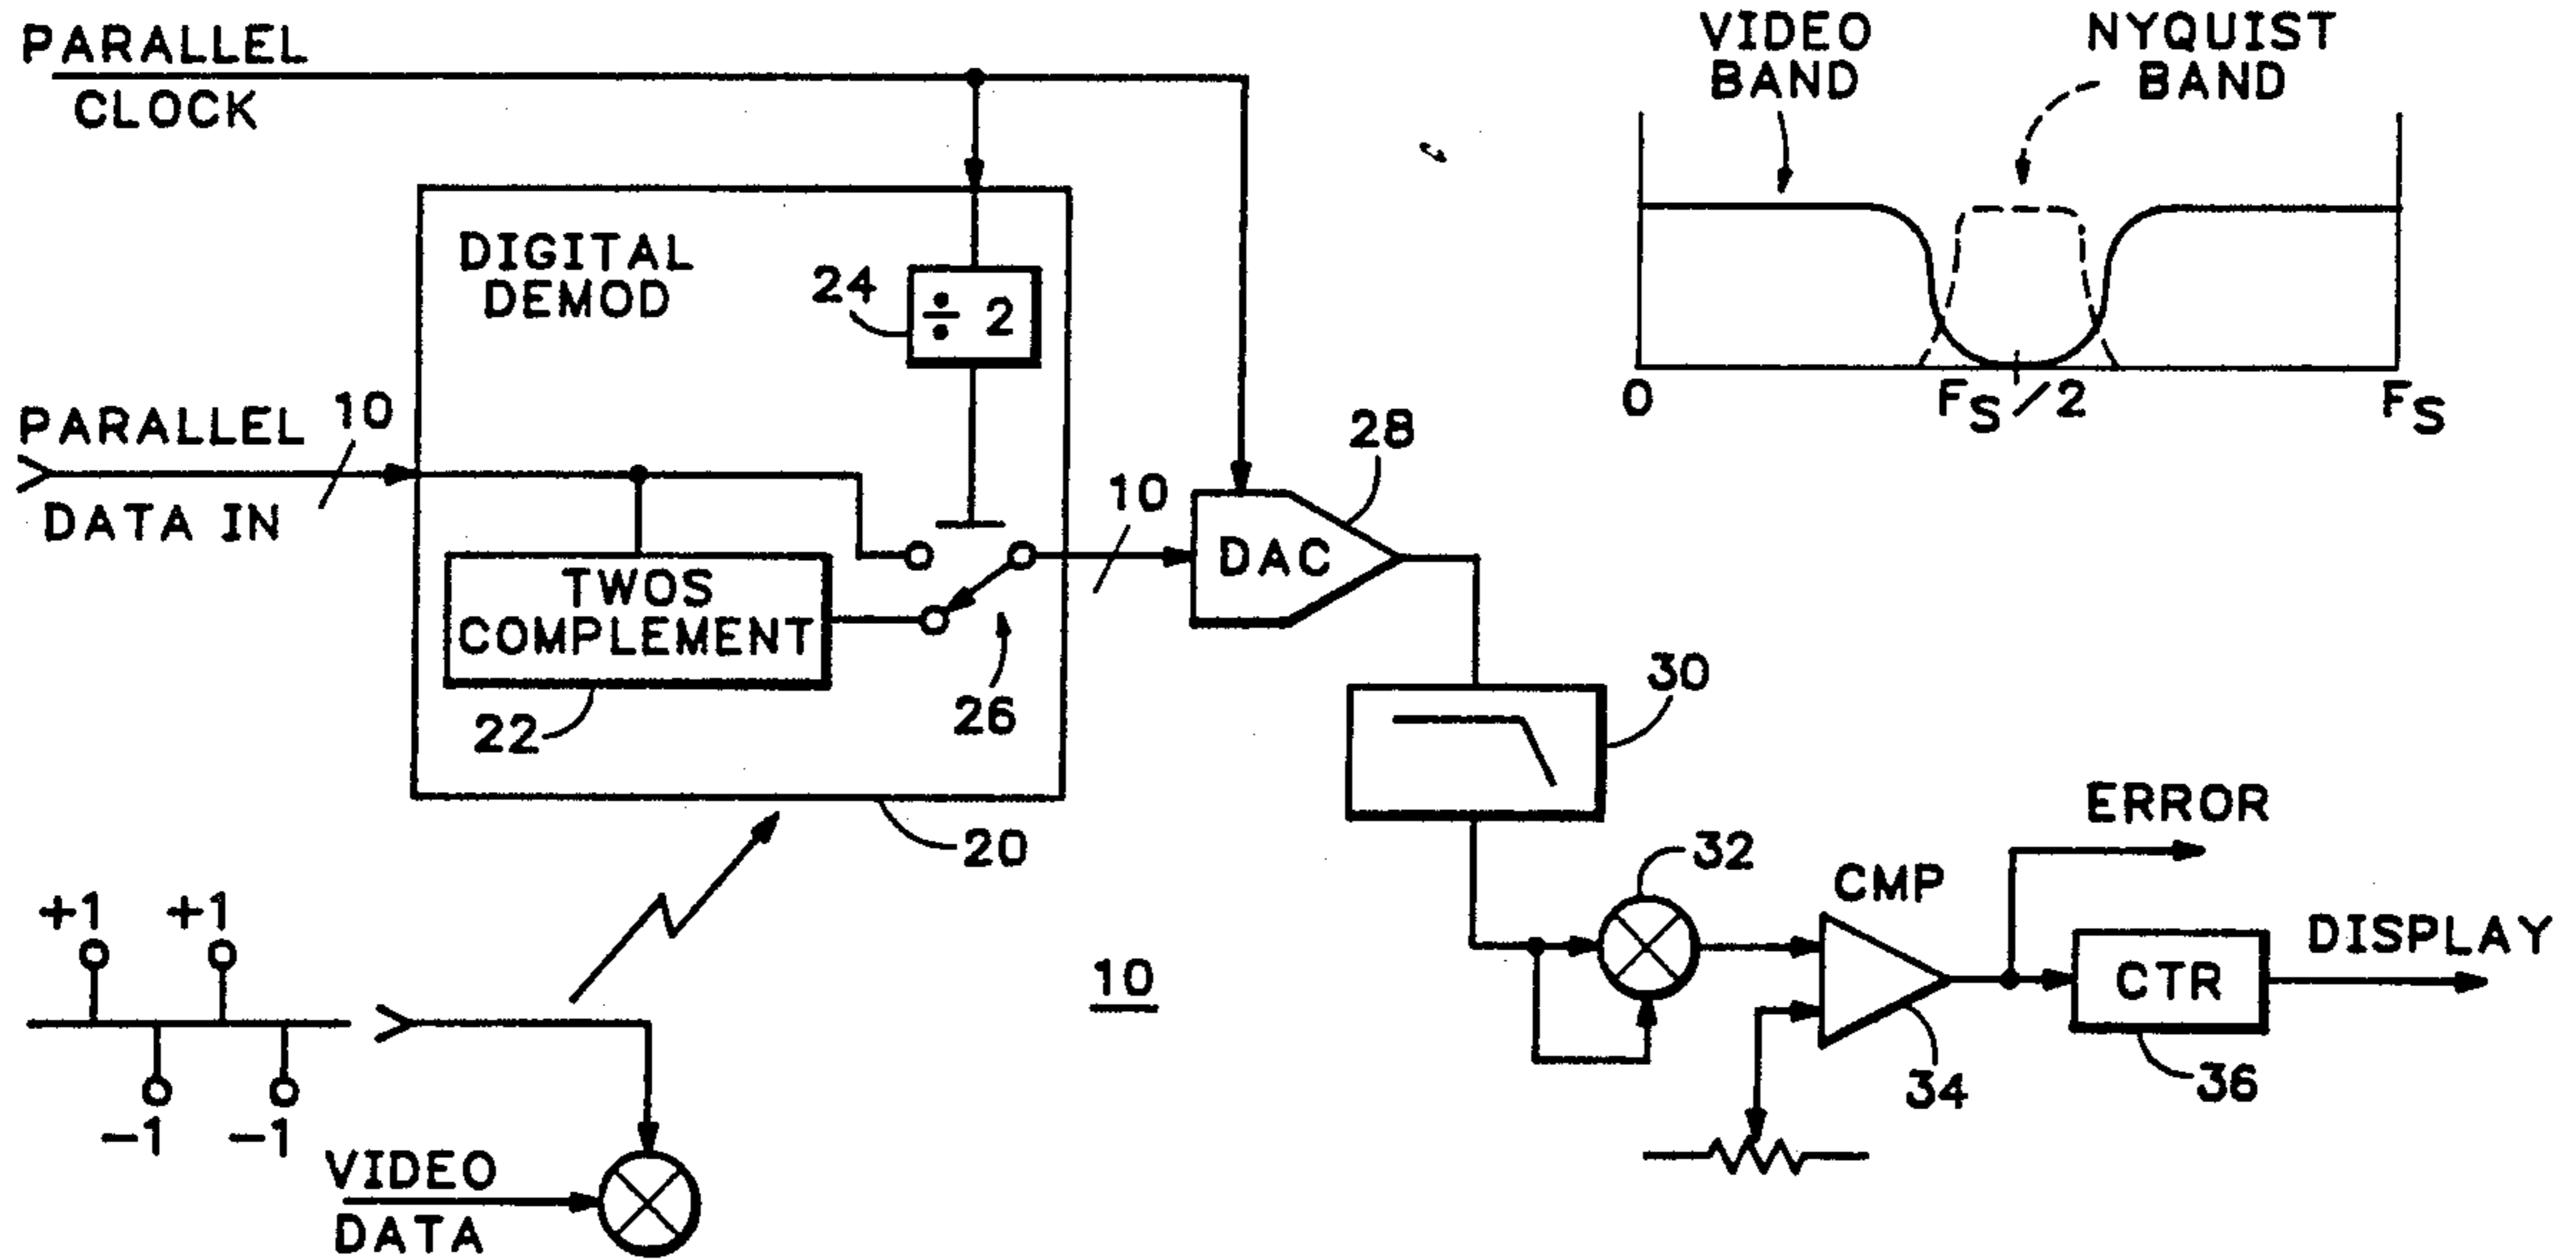 PARALLEL
CLOCK
VIDEO
BAND
NYQUIST
BAND
0
FS/2
FS
DIGITAL
DEMOD
24
÷ 2
PARALLEL
10
DATA IN
TWOS
COMPLEMENT
22
26
20
10
DAC
28
30
32
CMP
34
ERROR
CTR
36
DISPLAY
10
+1
+1
-1
-1
VIDEO
DATA